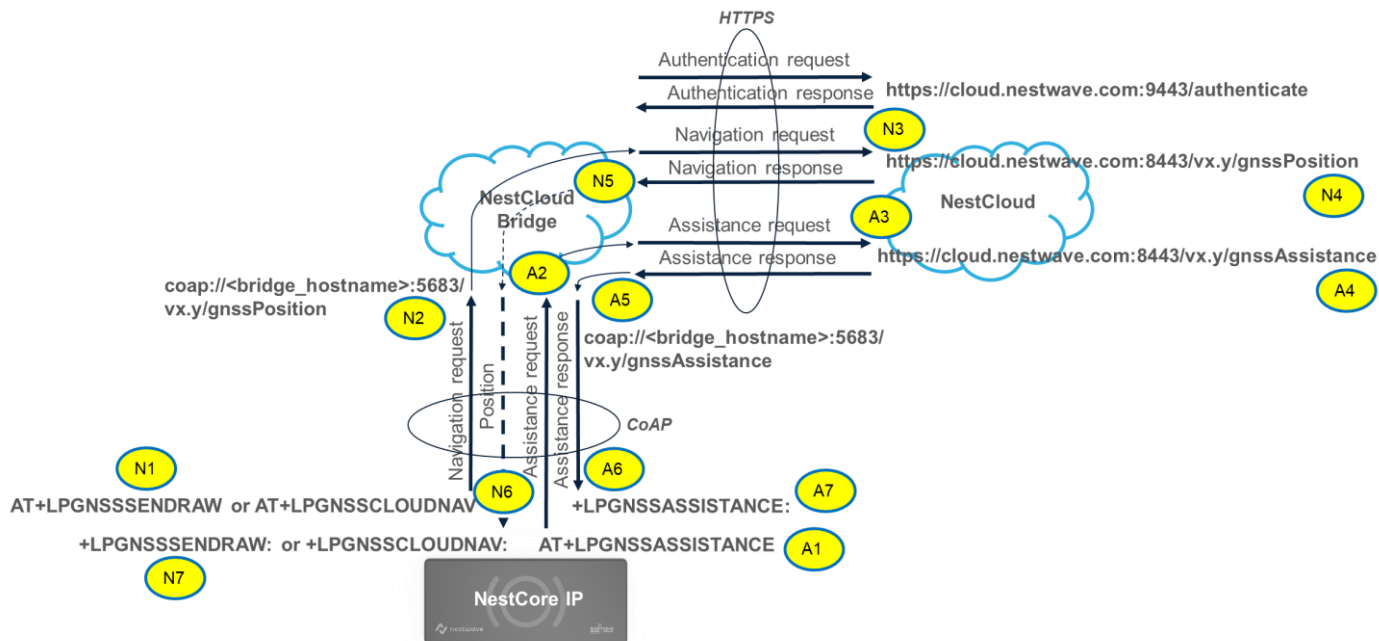 HTTPS
Authentication request
https://cloud.nestwave.com:9443/authenticate
Authentication response
N3
Navigation request
https://cloud.nestwave.com:8443/vx.y/gnssPosition
Navigation response
N5
N4
NestCloud
Bridge
NestCloud
A3
Assistance request
https://cloud.nestwave.com:8443/vx.y/gnssAssistance
Assistance response
A2
A5
A4
coap://<bridge_hostname>:5683/
vx.y/gnssPosition
N2
coap://<bridge_hostname>:5683/
vx.y/gnssAssistance
Navigation request
Position
Assistance request
Assistance response
CoAP
N1
N6
A6
A7
AT+LPGNSSSENDRAW or AT+LPGNSSCLOUDNAV
+LPGNSSASSISTANCE:
+LPGNSSSENDRAW: or +LPGNSSCLOUDNAV:
AT+LPGNSSASSISTANCE
A1
N7
NestCore IP
nestwave